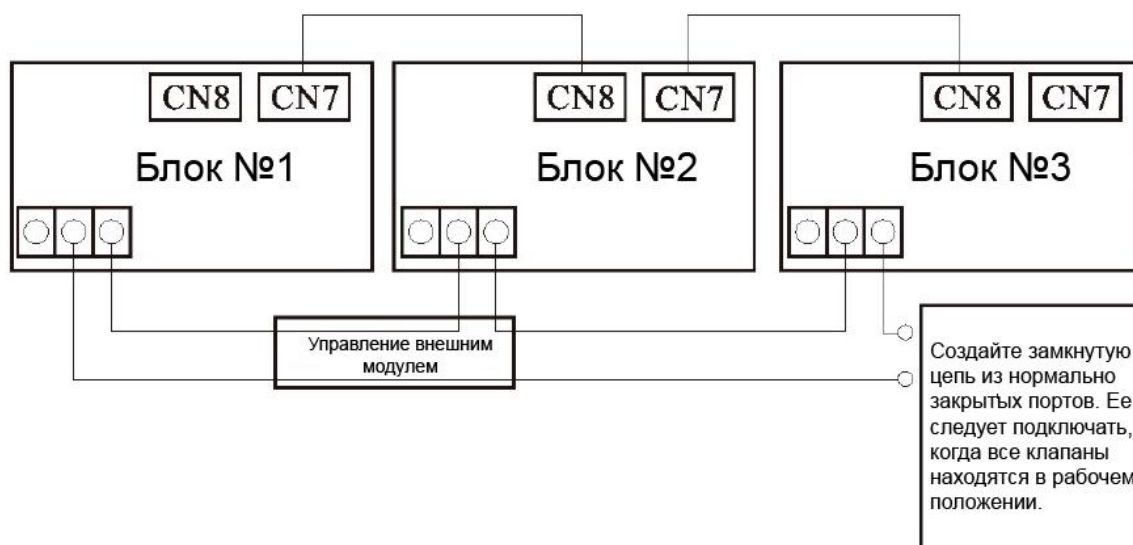 CN8 CN7 CN8 CN7 CN8 CN7
Блок №1 Блок №2 Блок №3
Управление внешним
модулем
Создайте замкнутую
цепь из нормально
закрытых портов. Ее
следует подключать,
когда все клапаны
находятся в рабочем
положении.